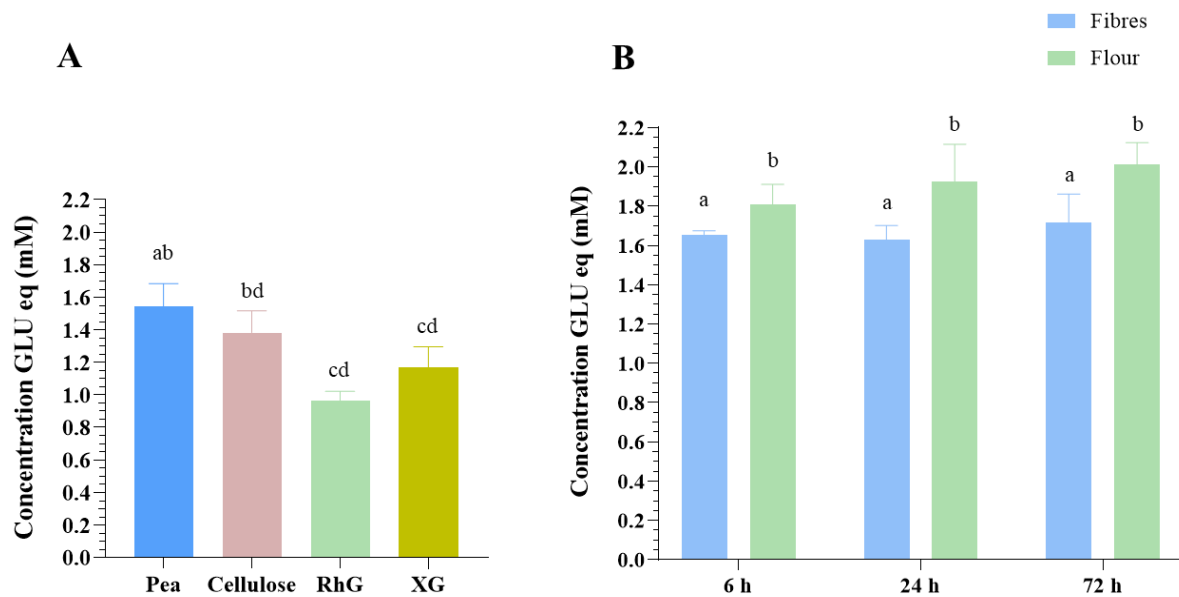 A
Concentration GLU eq (mM)
2.2
2.0
1.8
1.6
1.4
1.2
1.0
0.8
0.6
0.4
0.2
0.0
ab
bd
cd
cd
Pea Cellulose RhG XG
B
Fibres
Flour
Concentration GLU eq (mM)
2.2
2.0
1.8
1.6
1.4
1.2
1.0
0.8
0.6
0.4
0.2
0.0
a b a b a b
6 h 24 h 72 h